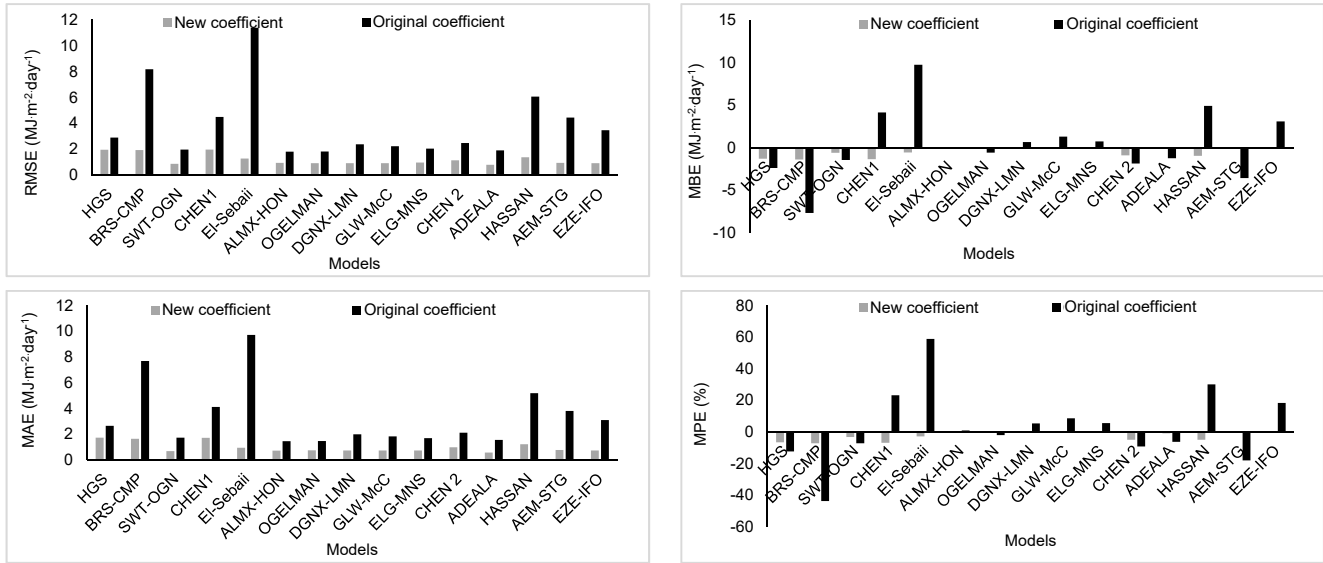 New coefficient
Original coefficient
RMSE (MJ·m-2·day-1)
12
10
8
6
4
2
0
HGS
BRS-CMP
SWT-OGN
CHEN1
El-Sebaii
ALMX-HON
OGELMAN
DGNX-LMN
GLW-McC
ELG-MNS
CHEN 2
ADEALA
HASSAN
AEM-STG
EZE-IFO
Models
New coefficient
Original coefficient
MBE (MJ·m-2·day-1)
15
10
5
0
-5
-10
HGS
BRS-CMP
SWT-OGN
CHEN1
El-Sebaii
ALMX-HON
OGELMAN
DGNX-LMN
GLW-McC
ELG-MNS
CHEN 2
ADEALA
HASSAN
AEM-STG
EZE-IFO
Models
New coefficient
Original coefficient
MAE (MJ·m-2·day-1)
12
10
8
6
4
2
0
HGS
BRS-CMP
SWT-OGN
CHEN1
El-Sebaii
ALMX-HON
OGELMAN
DGNX-LMN
GLW-McC
ELG-MNS
CHEN 2
ADEALA
HASSAN
AEM-STG
EZE-IFO
Models
New coefficient
Original coefficient
MPE (%)
80
60
40
20
0
-20
-40
-60
HGS
BRS-CMP
SWT-OGN
CHEN1
El-Sebaii
ALMX-HON
OGELMAN
DGNX-LMN
GLW-McC
ELG-MNS
CHEN 2
ADEALA
HASSAN
AEM-STG
EZE-IFO
Models